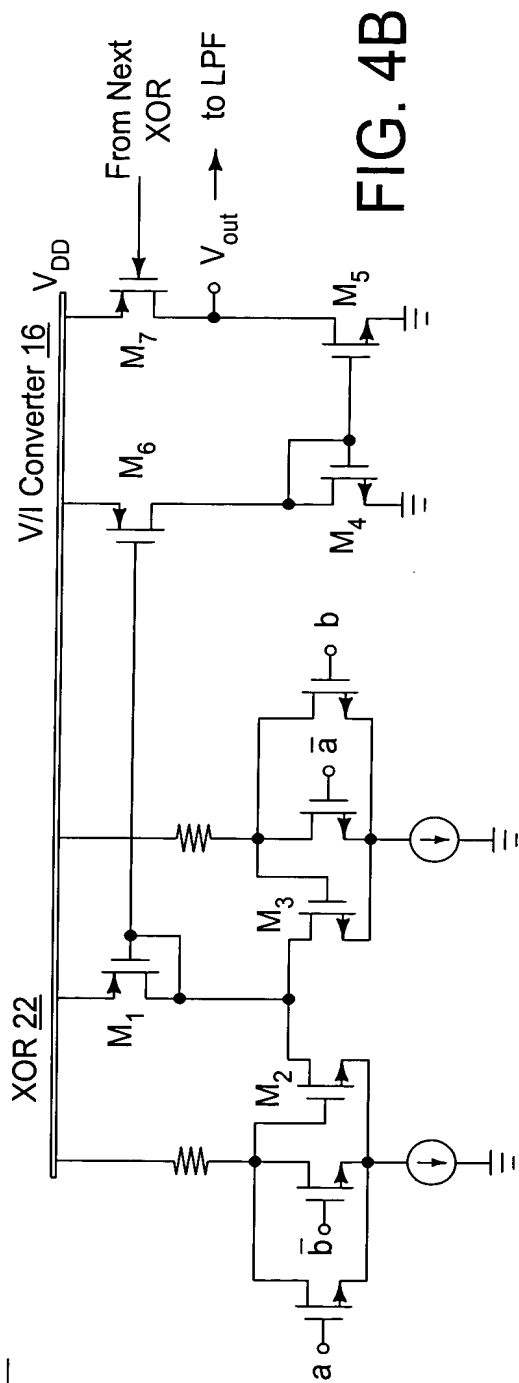 XOR 22
V/I Converter 16
V_DD
From Next
XOR
M_1
M_6
M_7
V_out → to LPF
M_2
M_3
M_4
M_5
a
b̅
a̅
b
FIG. 4B